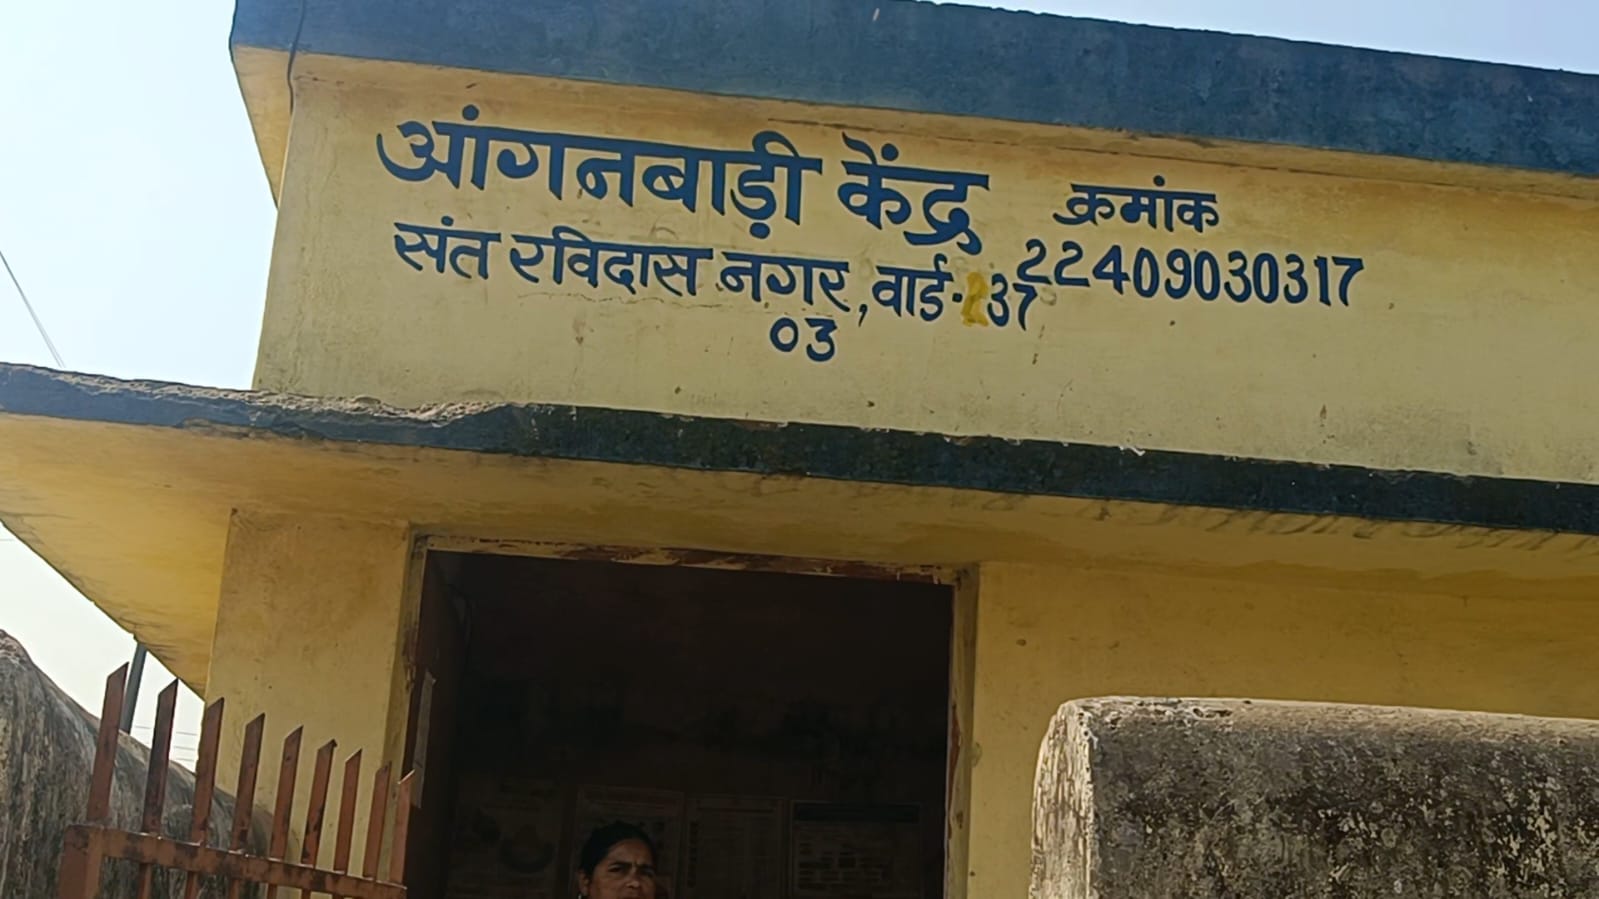 आंगनबाड़ी केंद्र क्रमांक
22409030317
संत रविदास नगर, वार्ड-37
03